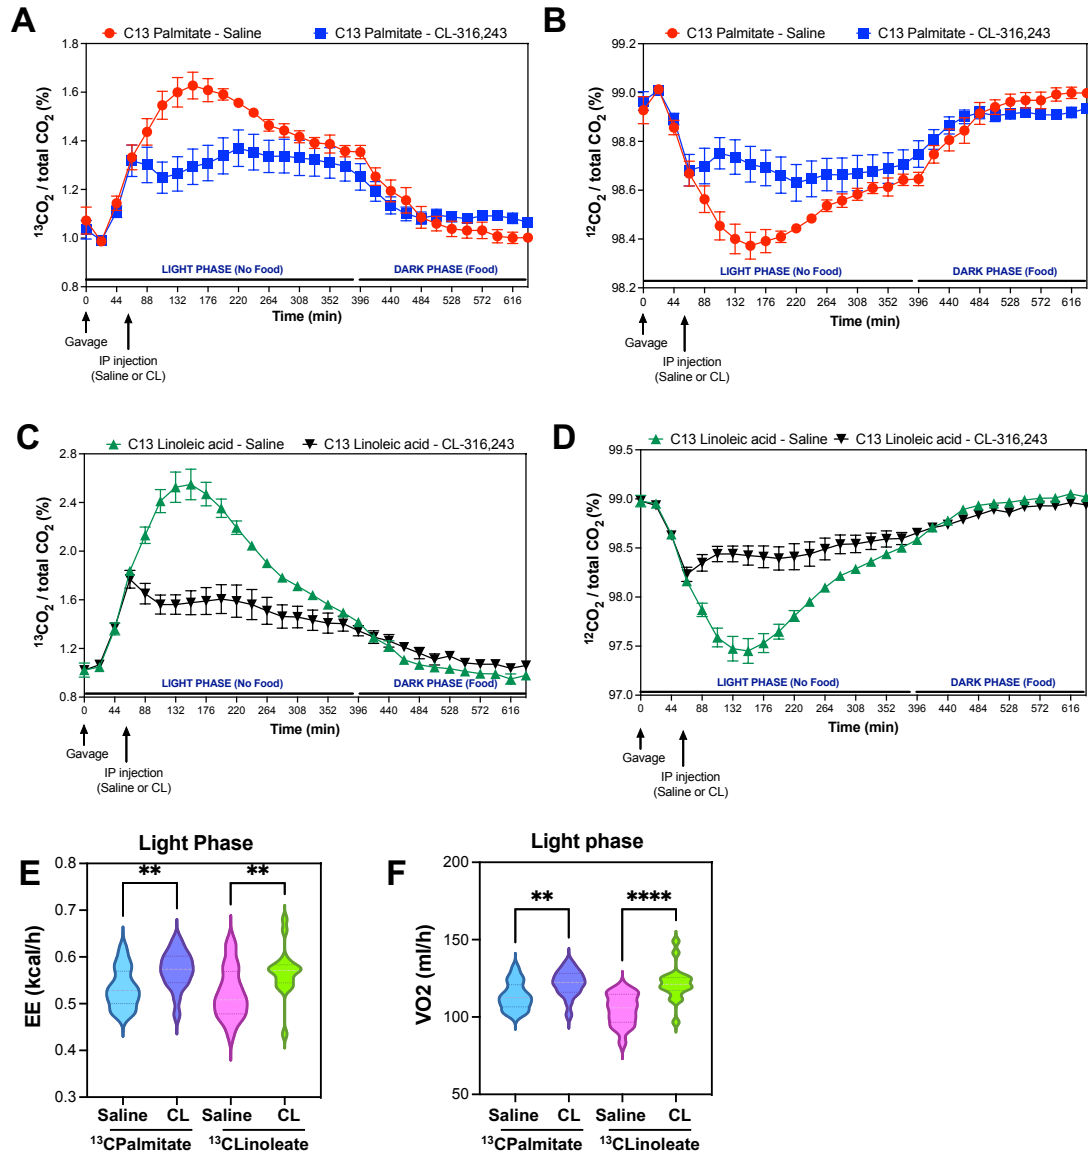 A
C13 Palmitate - Saline
C13 Palmitate - CL-316,243
¹³CO₂ / total CO₂ (%)
1.8
1.6
1.4
1.2
1.0
0.8
LIGHT PHASE (No Food)
DARK PHASE (Food)
0 44 88 132 176 220 264 308 352 396 440 484 528 572 616
Time (min)
Gavage
IP injection
(Saline or CL)
B
C13 Palmitate - Saline
C13 Palmitate - CL-316,243
¹²CO₂ / total CO₂ (%)
99.2
99.0
98.8
98.6
98.4
98.2
LIGHT PHASE (No Food)
DARK PHASE (Food)
0 44 88 132 176 220 264 308 352 396 440 484 528 572 616
Time (min)
Gavage
IP injection
(Saline or CL)
C
C13 Linoleic acid - Saline
C13 Linoleic acid - CL-316,243
¹³CO₂ / total CO₂ (%)
2.8
2.4
2.0
1.6
1.2
0.8
LIGHT PHASE (No Food)
DARK PHASE (Food)
0 44 88 132 176 220 264 308 352 396 440 484 528 572 616
Time (min)
Gavage
IP injection
(Saline or CL)
D
C13 Linoleic acid - Saline
C13 Linoleic acid - CL-316,243
¹²CO₂ / total CO₂ (%)
99.5
99.0
98.5
98.0
97.5
97.0
LIGHT PHASE (No Food)
DARK PHASE (Food)
0 44 88 132 176 220 264 308 352 396 440 484 528 572 616
Time (min)
Gavage
IP injection
(Saline or CL)
E
Light Phase
EE (kcal/h)
0.8
0.7
0.6
0.5
0.4
0.3
** **
Saline CL Saline CL
¹³CPalmitate ¹³CLinoleate
F
Light phase
VO2 (ml/h)
200
150
100
50
** ****
Saline CL Saline CL
¹³CPalmitate ¹³CLinoleate